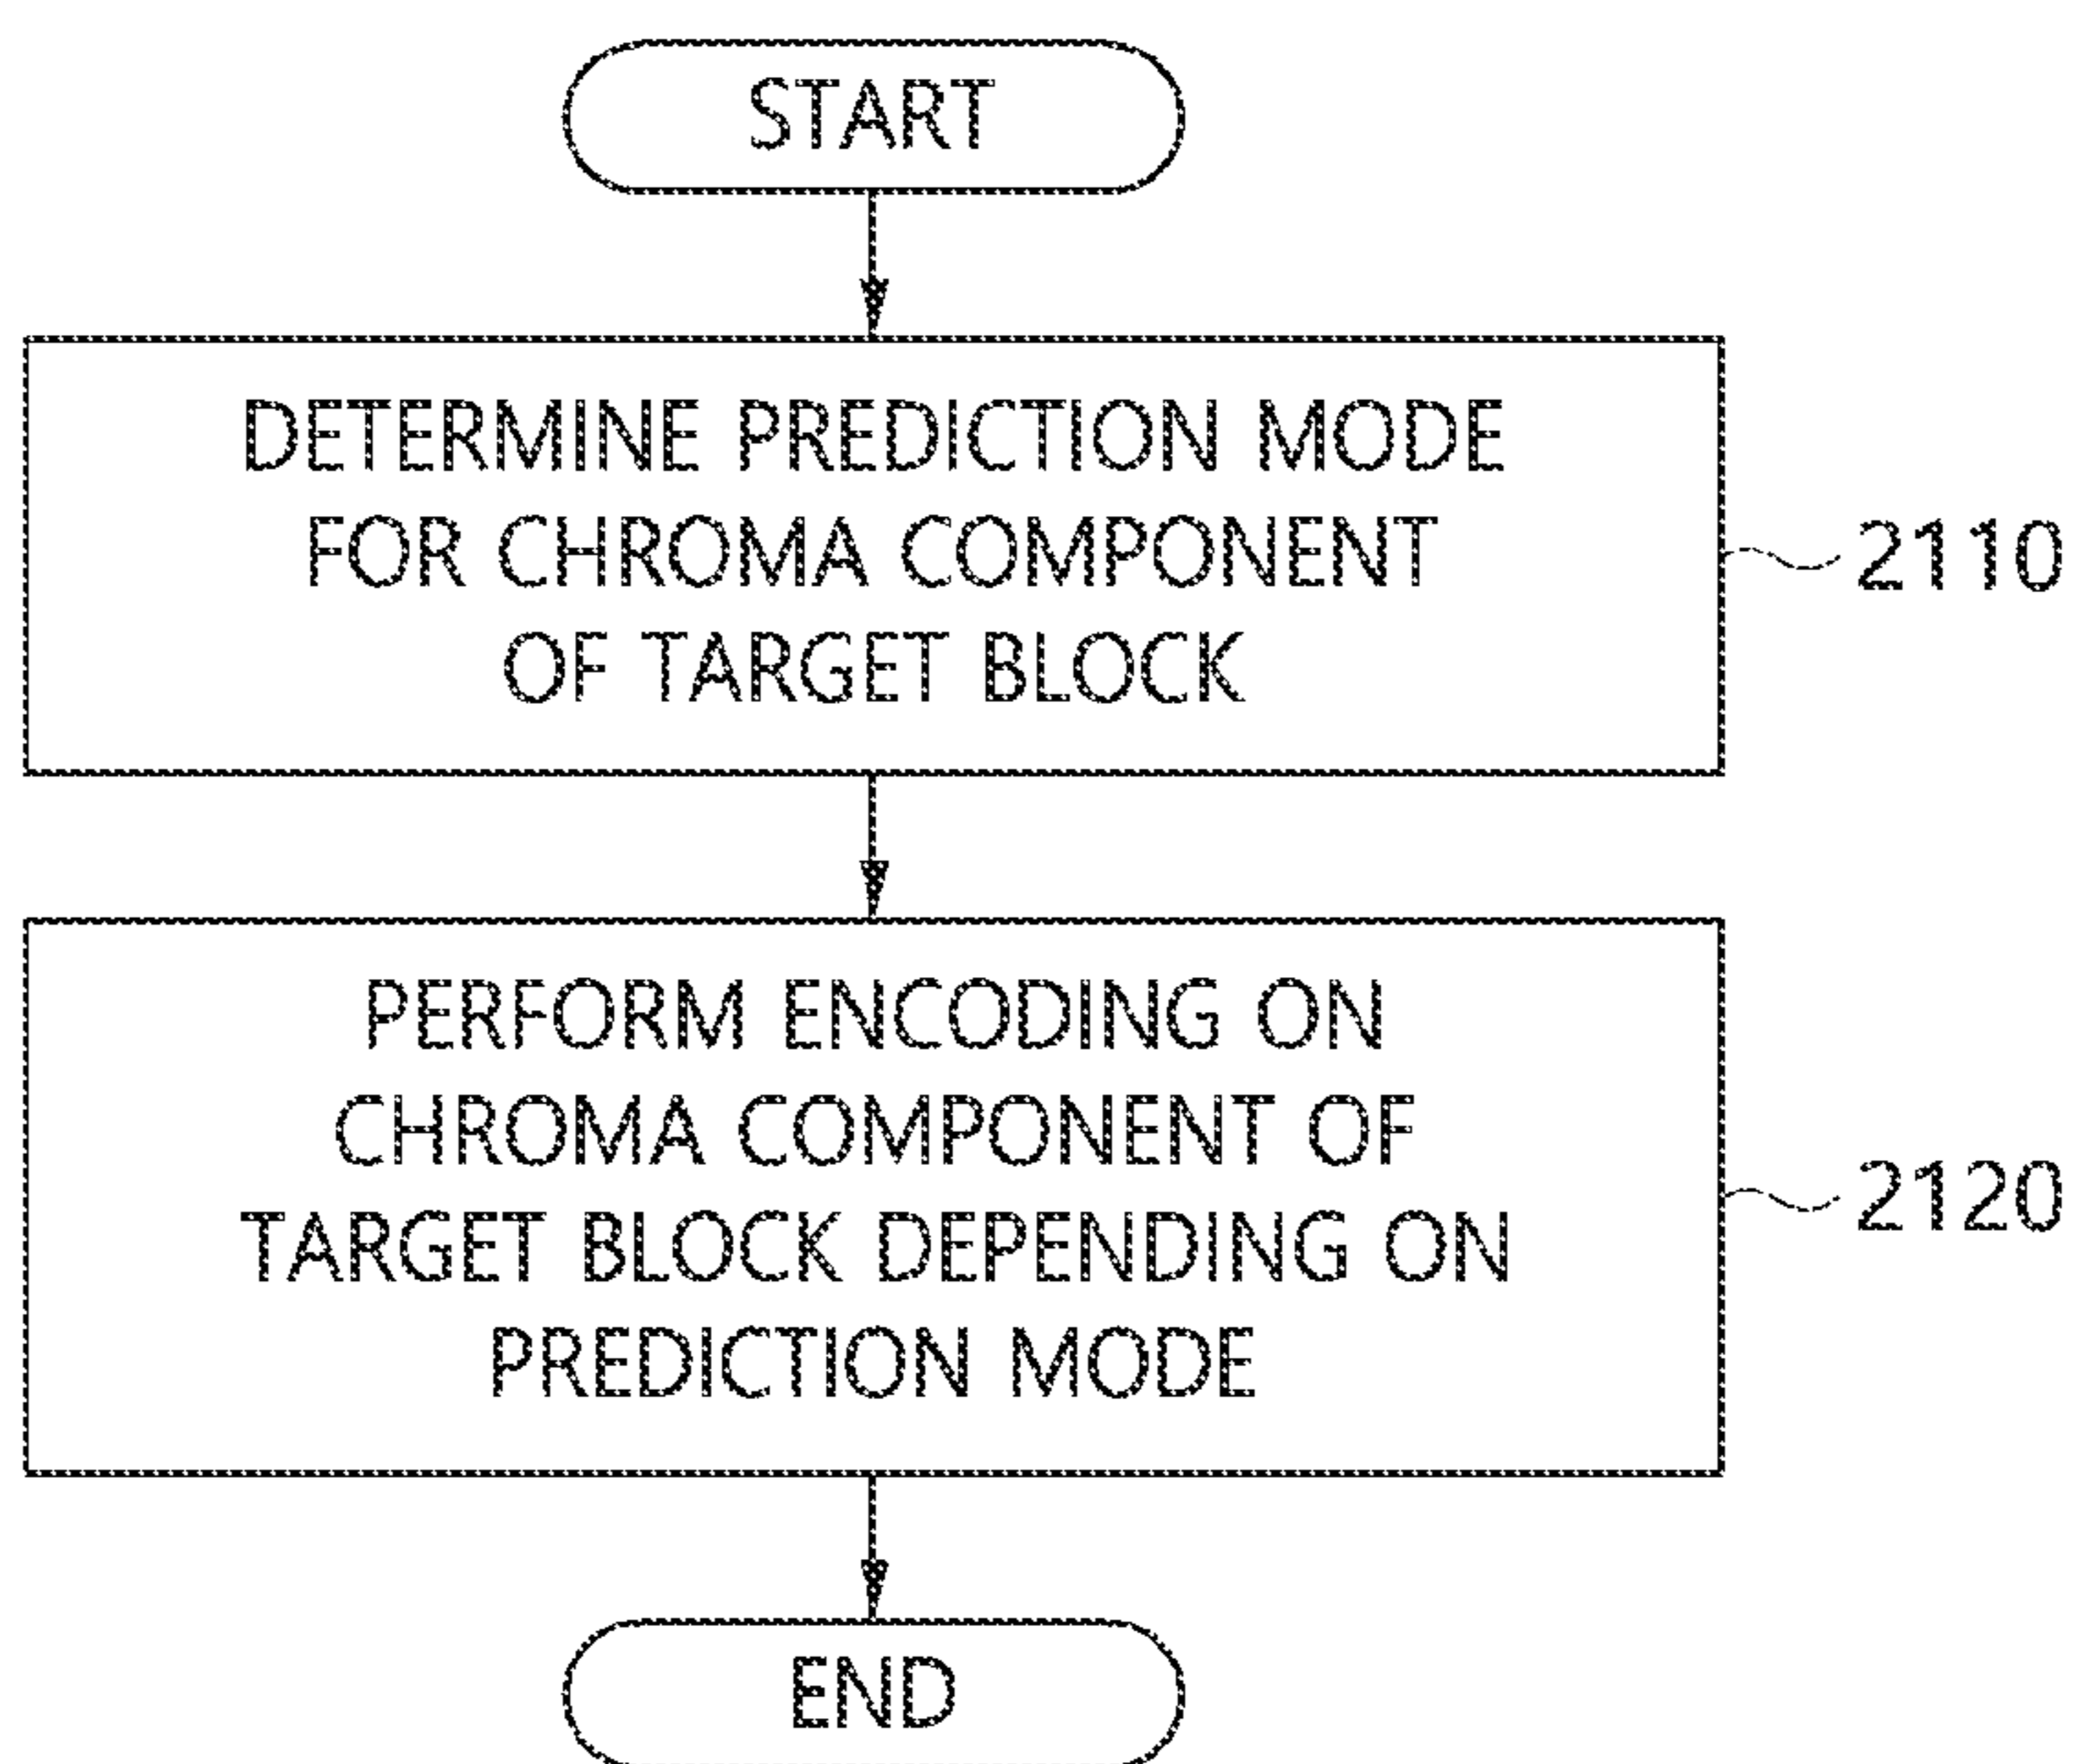 START
DETERMINE PREDICTION MODE
FOR CHROMA COMPONENT
OF TARGET BLOCK
2110
PERFORM ENCODING ON
CHROMA COMPONENT OF
TARGET BLOCK DEPENDING ON
PREDICTION MODE
2120
END